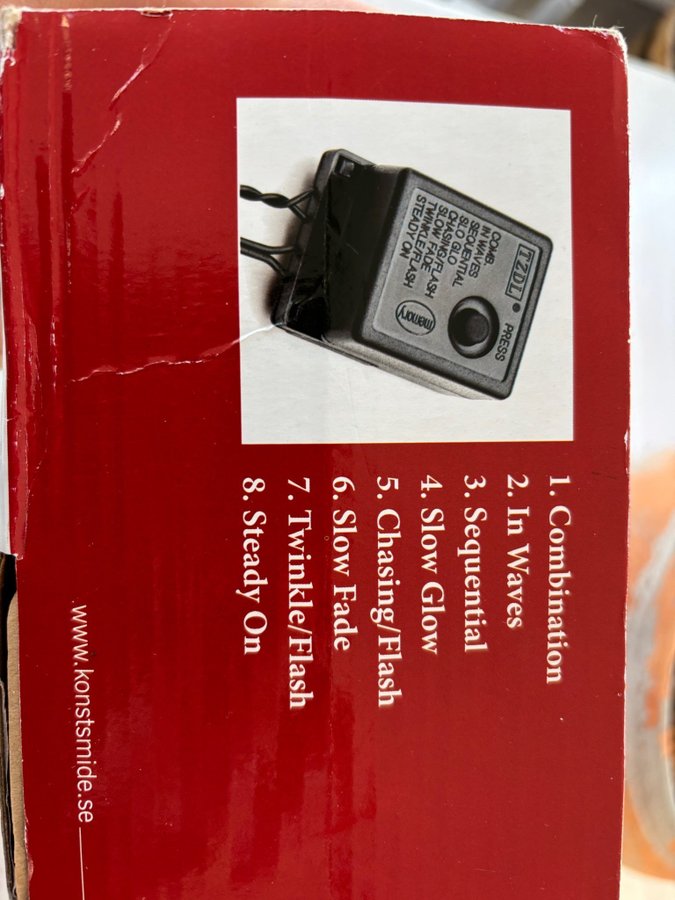 TZDL
PRESS
COMB.
IN WAVES
SEQUENTIAL
SLO GLO
CHASING/FLASH
SLOW FADE
TWINKLE/FLASH
STEADY ON
memory
1. Combination
2. In Waves
3. Sequential
4. Slow Glow
5. Chasing/Flash
6. Slow Fade
7. Twinkle/Flash
8. Steady On
www.konstsmide.se